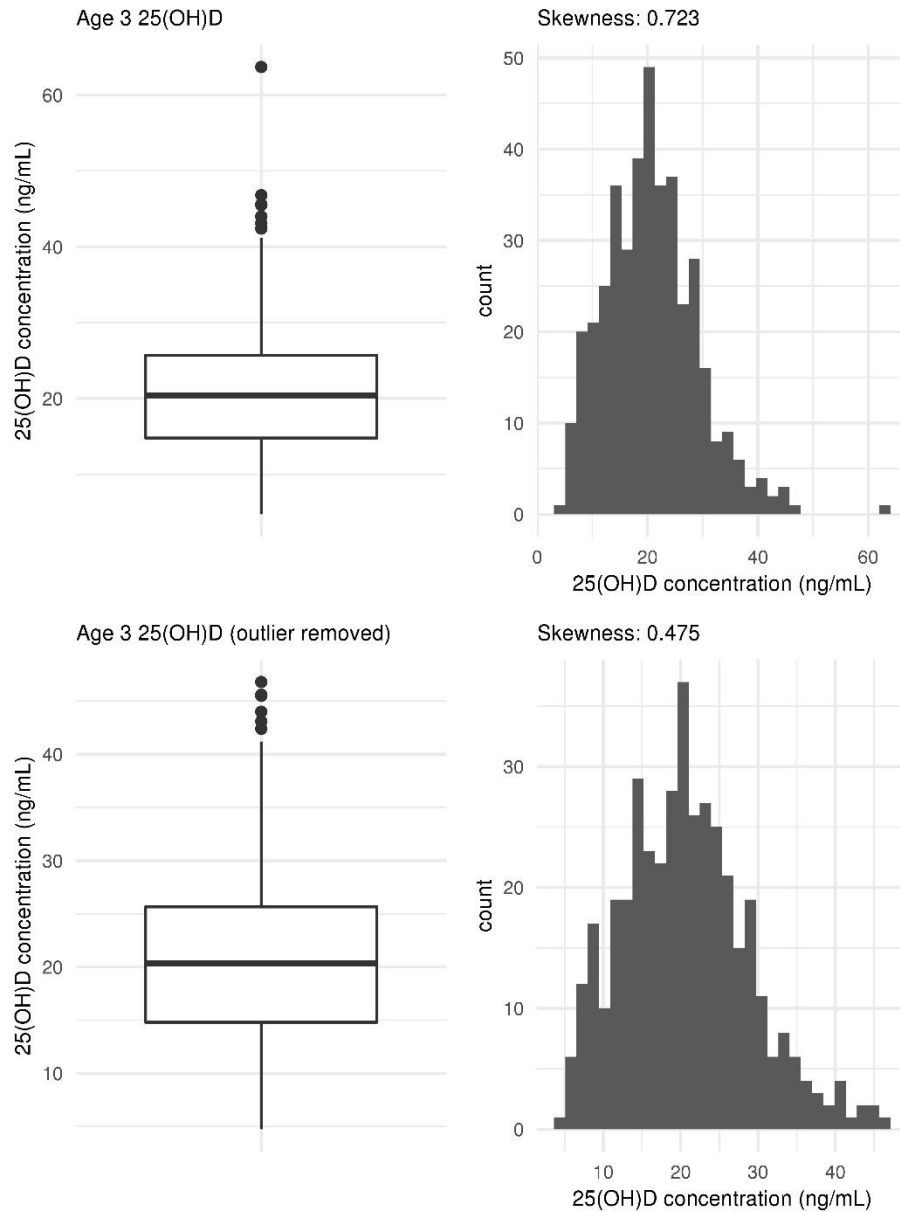 Age 3 25(OH)D
25(OH)D concentration (ng/mL)
60
40
20
Skewness: 0.723
count
50
40
30
20
10
0
0 20 40 60
25(OH)D concentration (ng/mL)
Age 3 25(OH)D (outlier removed)
25(OH)D concentration (ng/mL)
40
30
20
10
Skewness: 0.475
count
30
20
10
0
10 20 30 40
25(OH)D concentration (ng/mL)